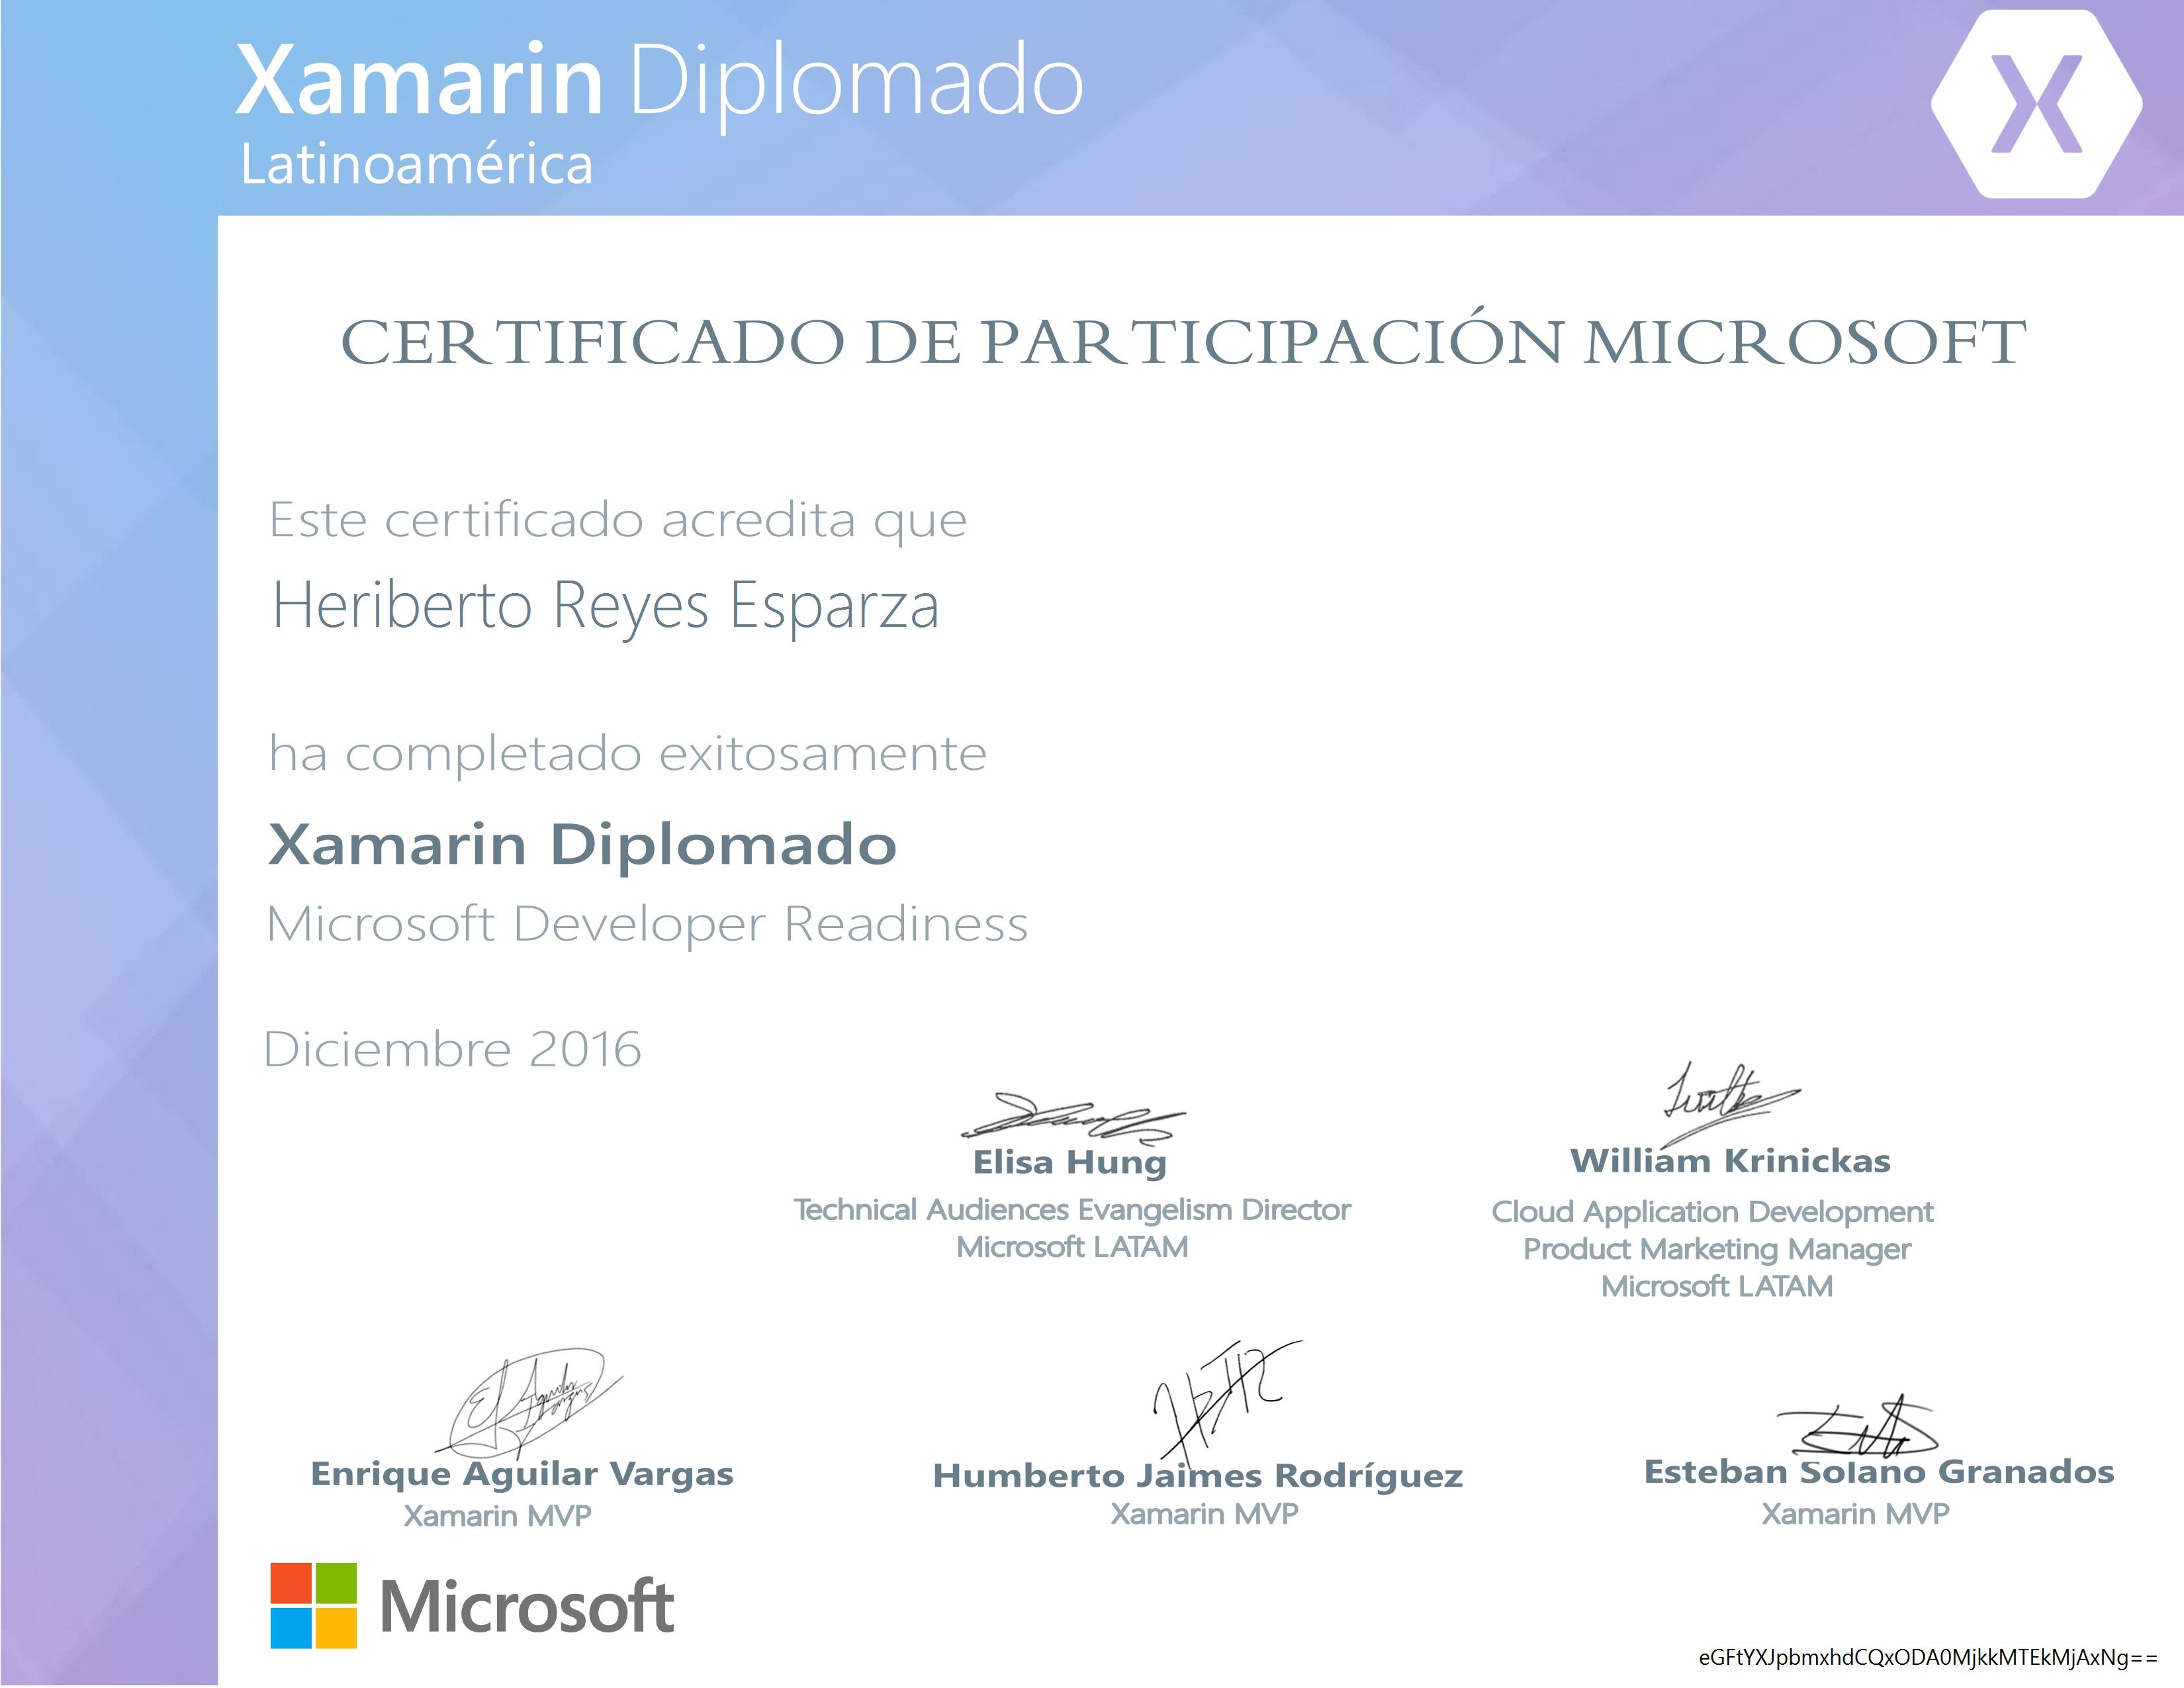 Xamarin Diplomado
Latinoamérica
X
CERTIFICADO DE PARTICIPACIÓN MICROSOFT
Este certificado acredita que
Heriberto Reyes Esparza
ha completado exitosamente
Xamarin Diplomado
Microsoft Developer Readiness
Diciembre 2016
Elisa Hung
Technical Audiences Evangelism Director
Microsoft LATAM
William Krinickas
Cloud Application Development
Product Marketing Manager
Microsoft LATAM
Enrique Aguilar Vargas
Xamarin MVP
Humberto Jaimes Rodríguez
Xamarin MVP
Esteban Solano Granados
Xamarin MVP
Microsoft
eGFtYXJpbmxhdCQxODA0MjkkMTEkMjAxNg==